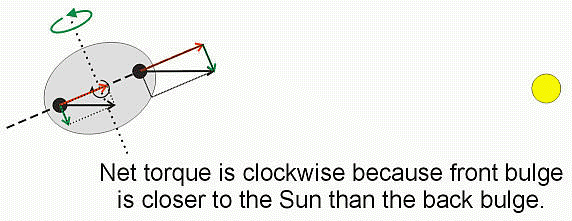 Net torque is clockwise because front bulge
is closer to the Sun than the back bulge.